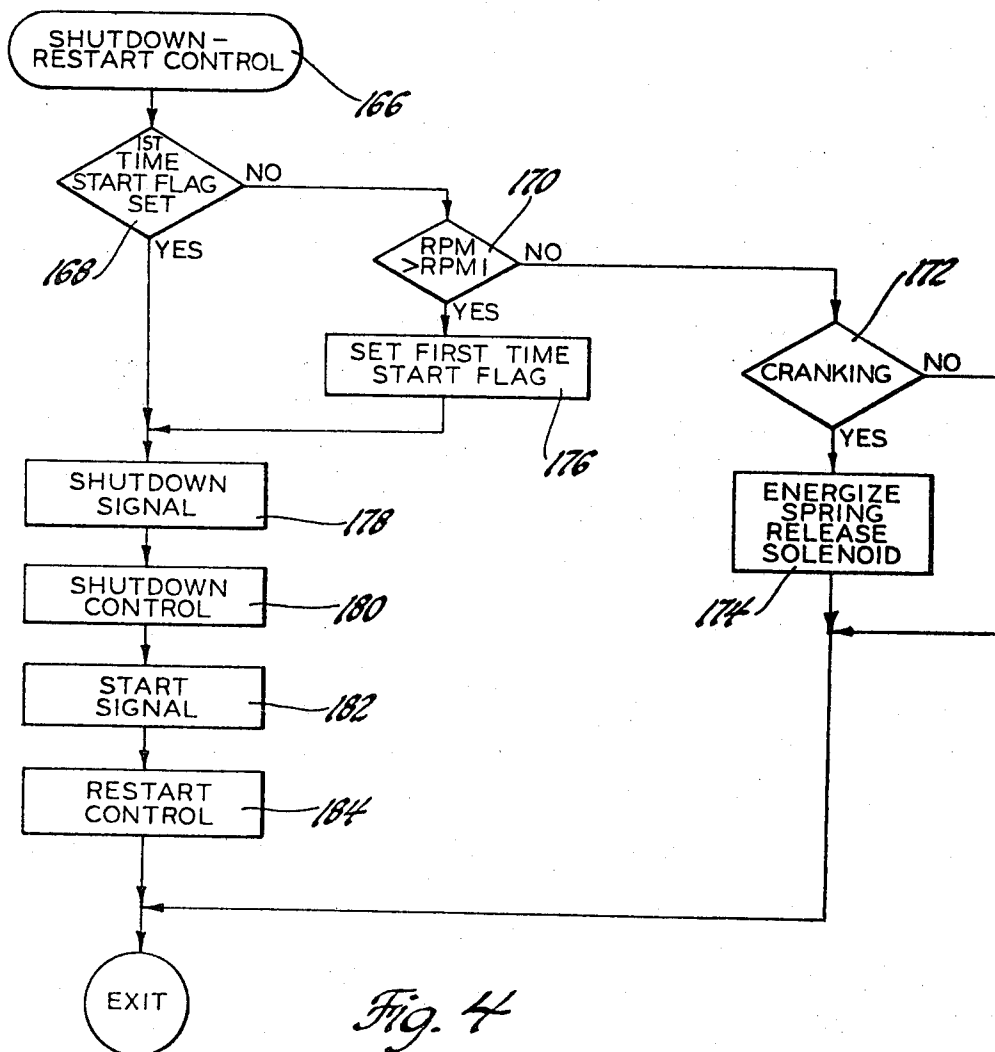 SHUTDOWN-
RESTART CONTROL
166
1ST
TIME
START FLAG
SET
NO
YES
168
170
RPM
>RPM1
NO
YES
172
CRANKING
NO
YES
SET FIRST TIME
START FLAG
176
SHUTDOWN
SIGNAL
178
ENERGIZE
SPRING
RELEASE
SOLENOID
174
SHUTDOWN
CONTROL
180
START
SIGNAL
182
RESTART
CONTROL
184
EXIT
Fig. 4